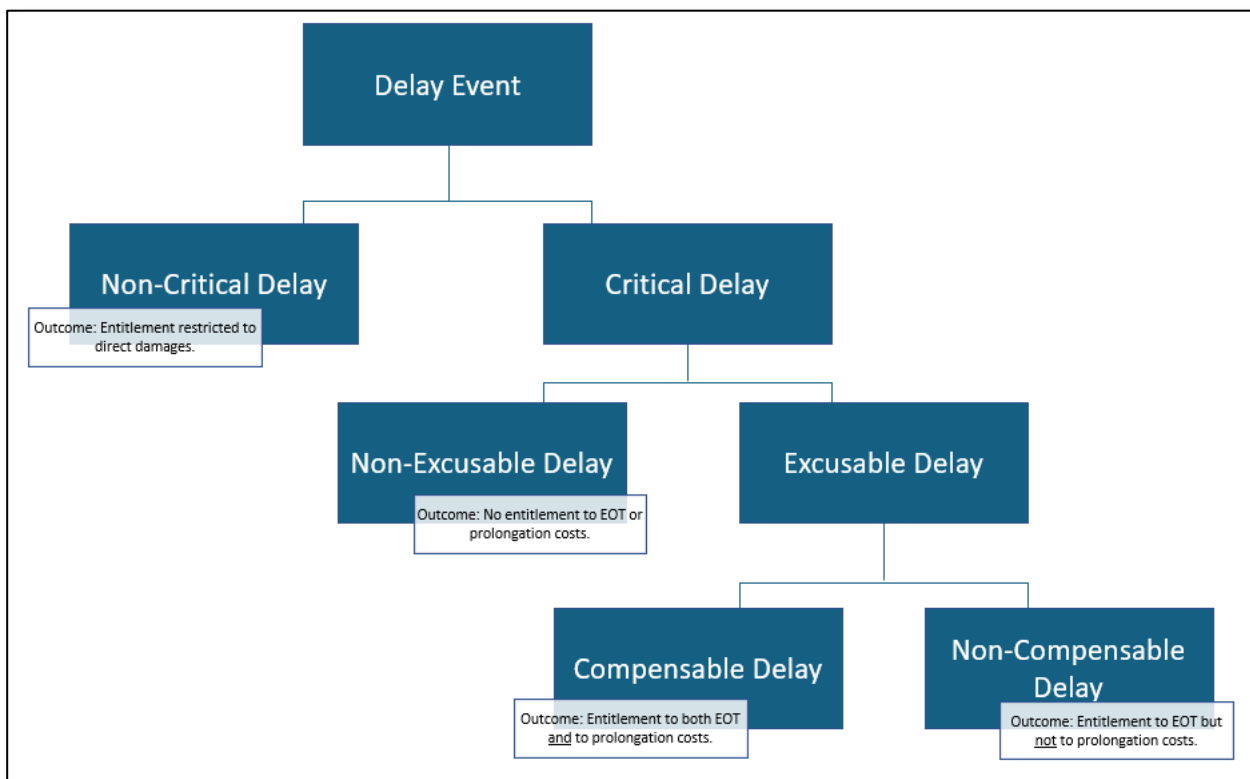 Delay Event
Non-Critical Delay
Outcome: Entitlement restricted to
direct damages.
Critical Delay
Non-Excusable Delay
Outcome: No entitlement to EOT or
prolongation costs.
Excusable Delay
Compensable Delay
Outcome: Entitlement to both EOT
and to prolongation costs.
Non-Compensable
Delay
Outcome: Entitlement to EOT but
not to prolongation costs.